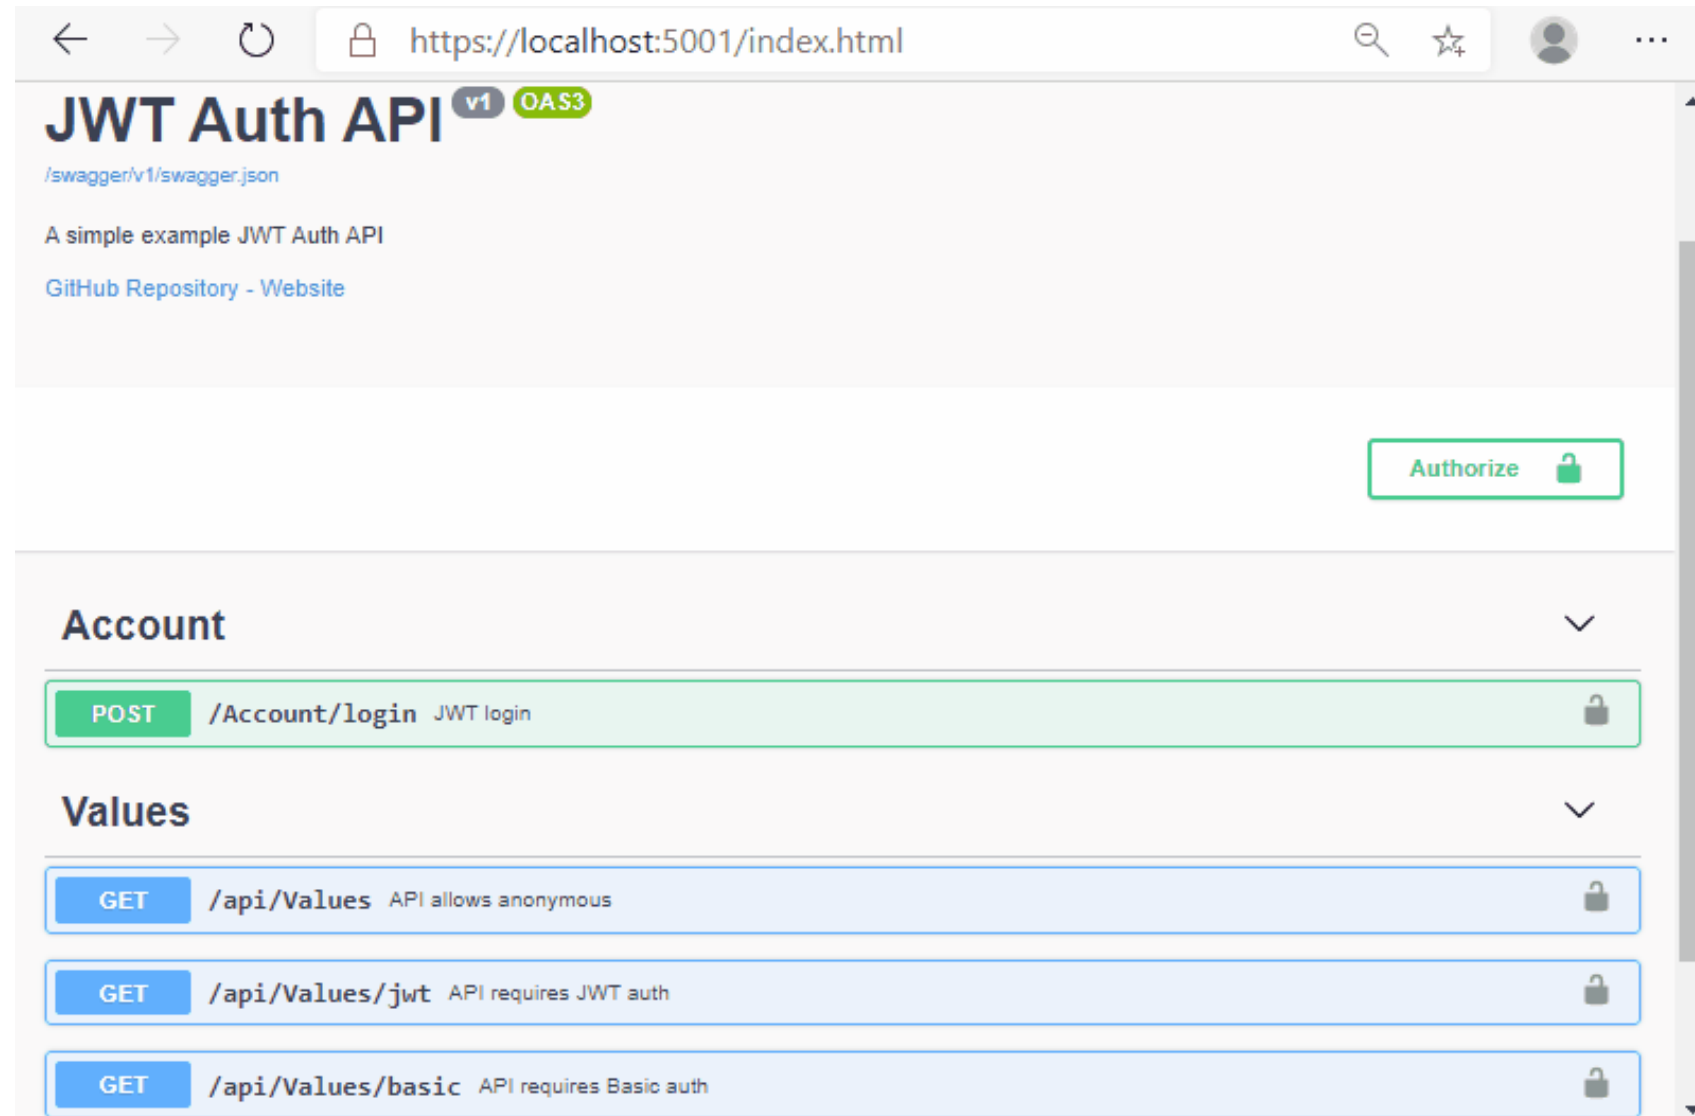 https://localhost:5001/index.html
JWT Auth API v1 OAS3
/swagger/v1/swagger.json
A simple example JWT Auth API
GitHub Repository - Website
Authorize
Account
POST /Account/login JWT login
Values
GET /api/Values API allows anonymous
GET /api/Values/jwt API requires JWT auth
GET /api/Values/basic API requires Basic auth